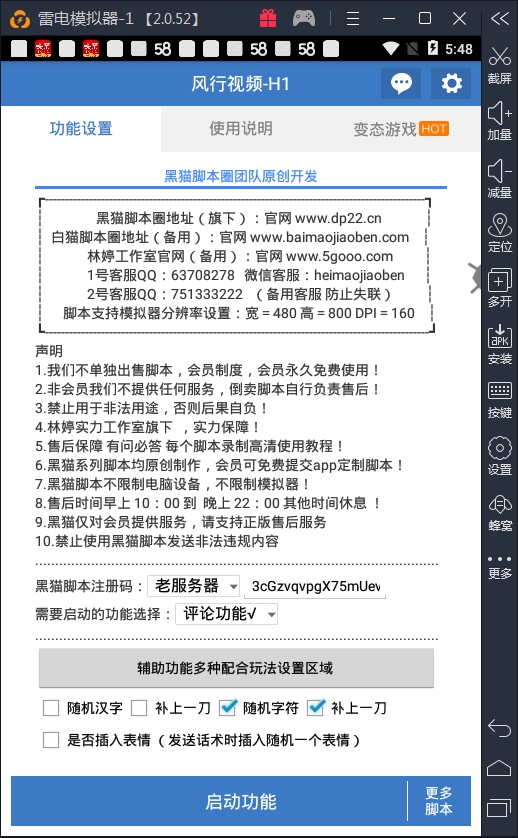 雷电模拟器-1 【2.0.52】
58 58 58 58 5:48
风行视频-H1
功能设置 使用说明 变态游戏 HOT
黑猫脚本圈团队原创开发
黑猫脚本圈地址（旗下）：官网 www.dp22.cn
白猫脚本圈地址（备用）：官网 www.baimaojiaoben.com
林婷工作室官网（备用）：官网 www.5gooo.com
1号客服QQ：63708278 微信客服：heimaojiaoben
2号客服QQ：751333222 （备用客服 防止失联）
脚本支持模拟器分辨率设置：宽＝480 高＝800 DPI＝160
声明
1.我们不单独出售脚本，会员制度，会员永久免费使用！
2.非会员我们不提供任何服务，倒卖脚本自行负责售后！
3.禁止用于非法用途，否则后果自负！
4.林婷实力工作室旗下 ，实力保障！
5.售后保障 有问必答 每个脚本录制高清使用教程！
6.黑猫系列脚本均原创制作，会员可免费提交app定制脚本！
7.黑猫脚本不限制电脑设备，不限制模拟器！
8.售后时间早上 10：00 到 晚上 22：00 其他时间休息 ！
9.黑猫仅对会员提供服务，请支持正版售后服务
10.禁止使用黑猫脚本发送非法违规内容
黑猫脚本注册码： 老服务器 3cGzvqvpgX75mUev
需要启动的功能选择： 评论功能√
辅助功能多种配合玩法设置区域
随机汉字 补上一刀 随机字符 补上一刀
是否插入表情（发送话术时插入随机一个表情）
启动功能
更多
脚本
截屏
加量
减量
定位
多开
APK
安装
按键
设置
蜂窝
更多